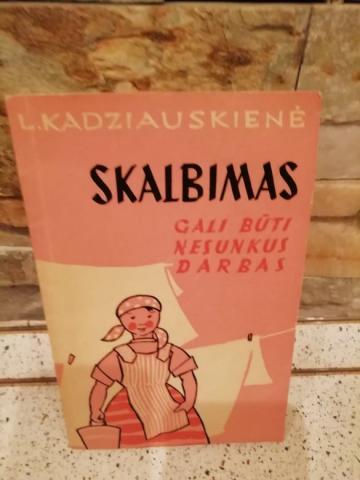 L.KADZIAUSKIENĖ
SKALBIMAS
GALI BŪTI
NESUNKUS
DARBAS